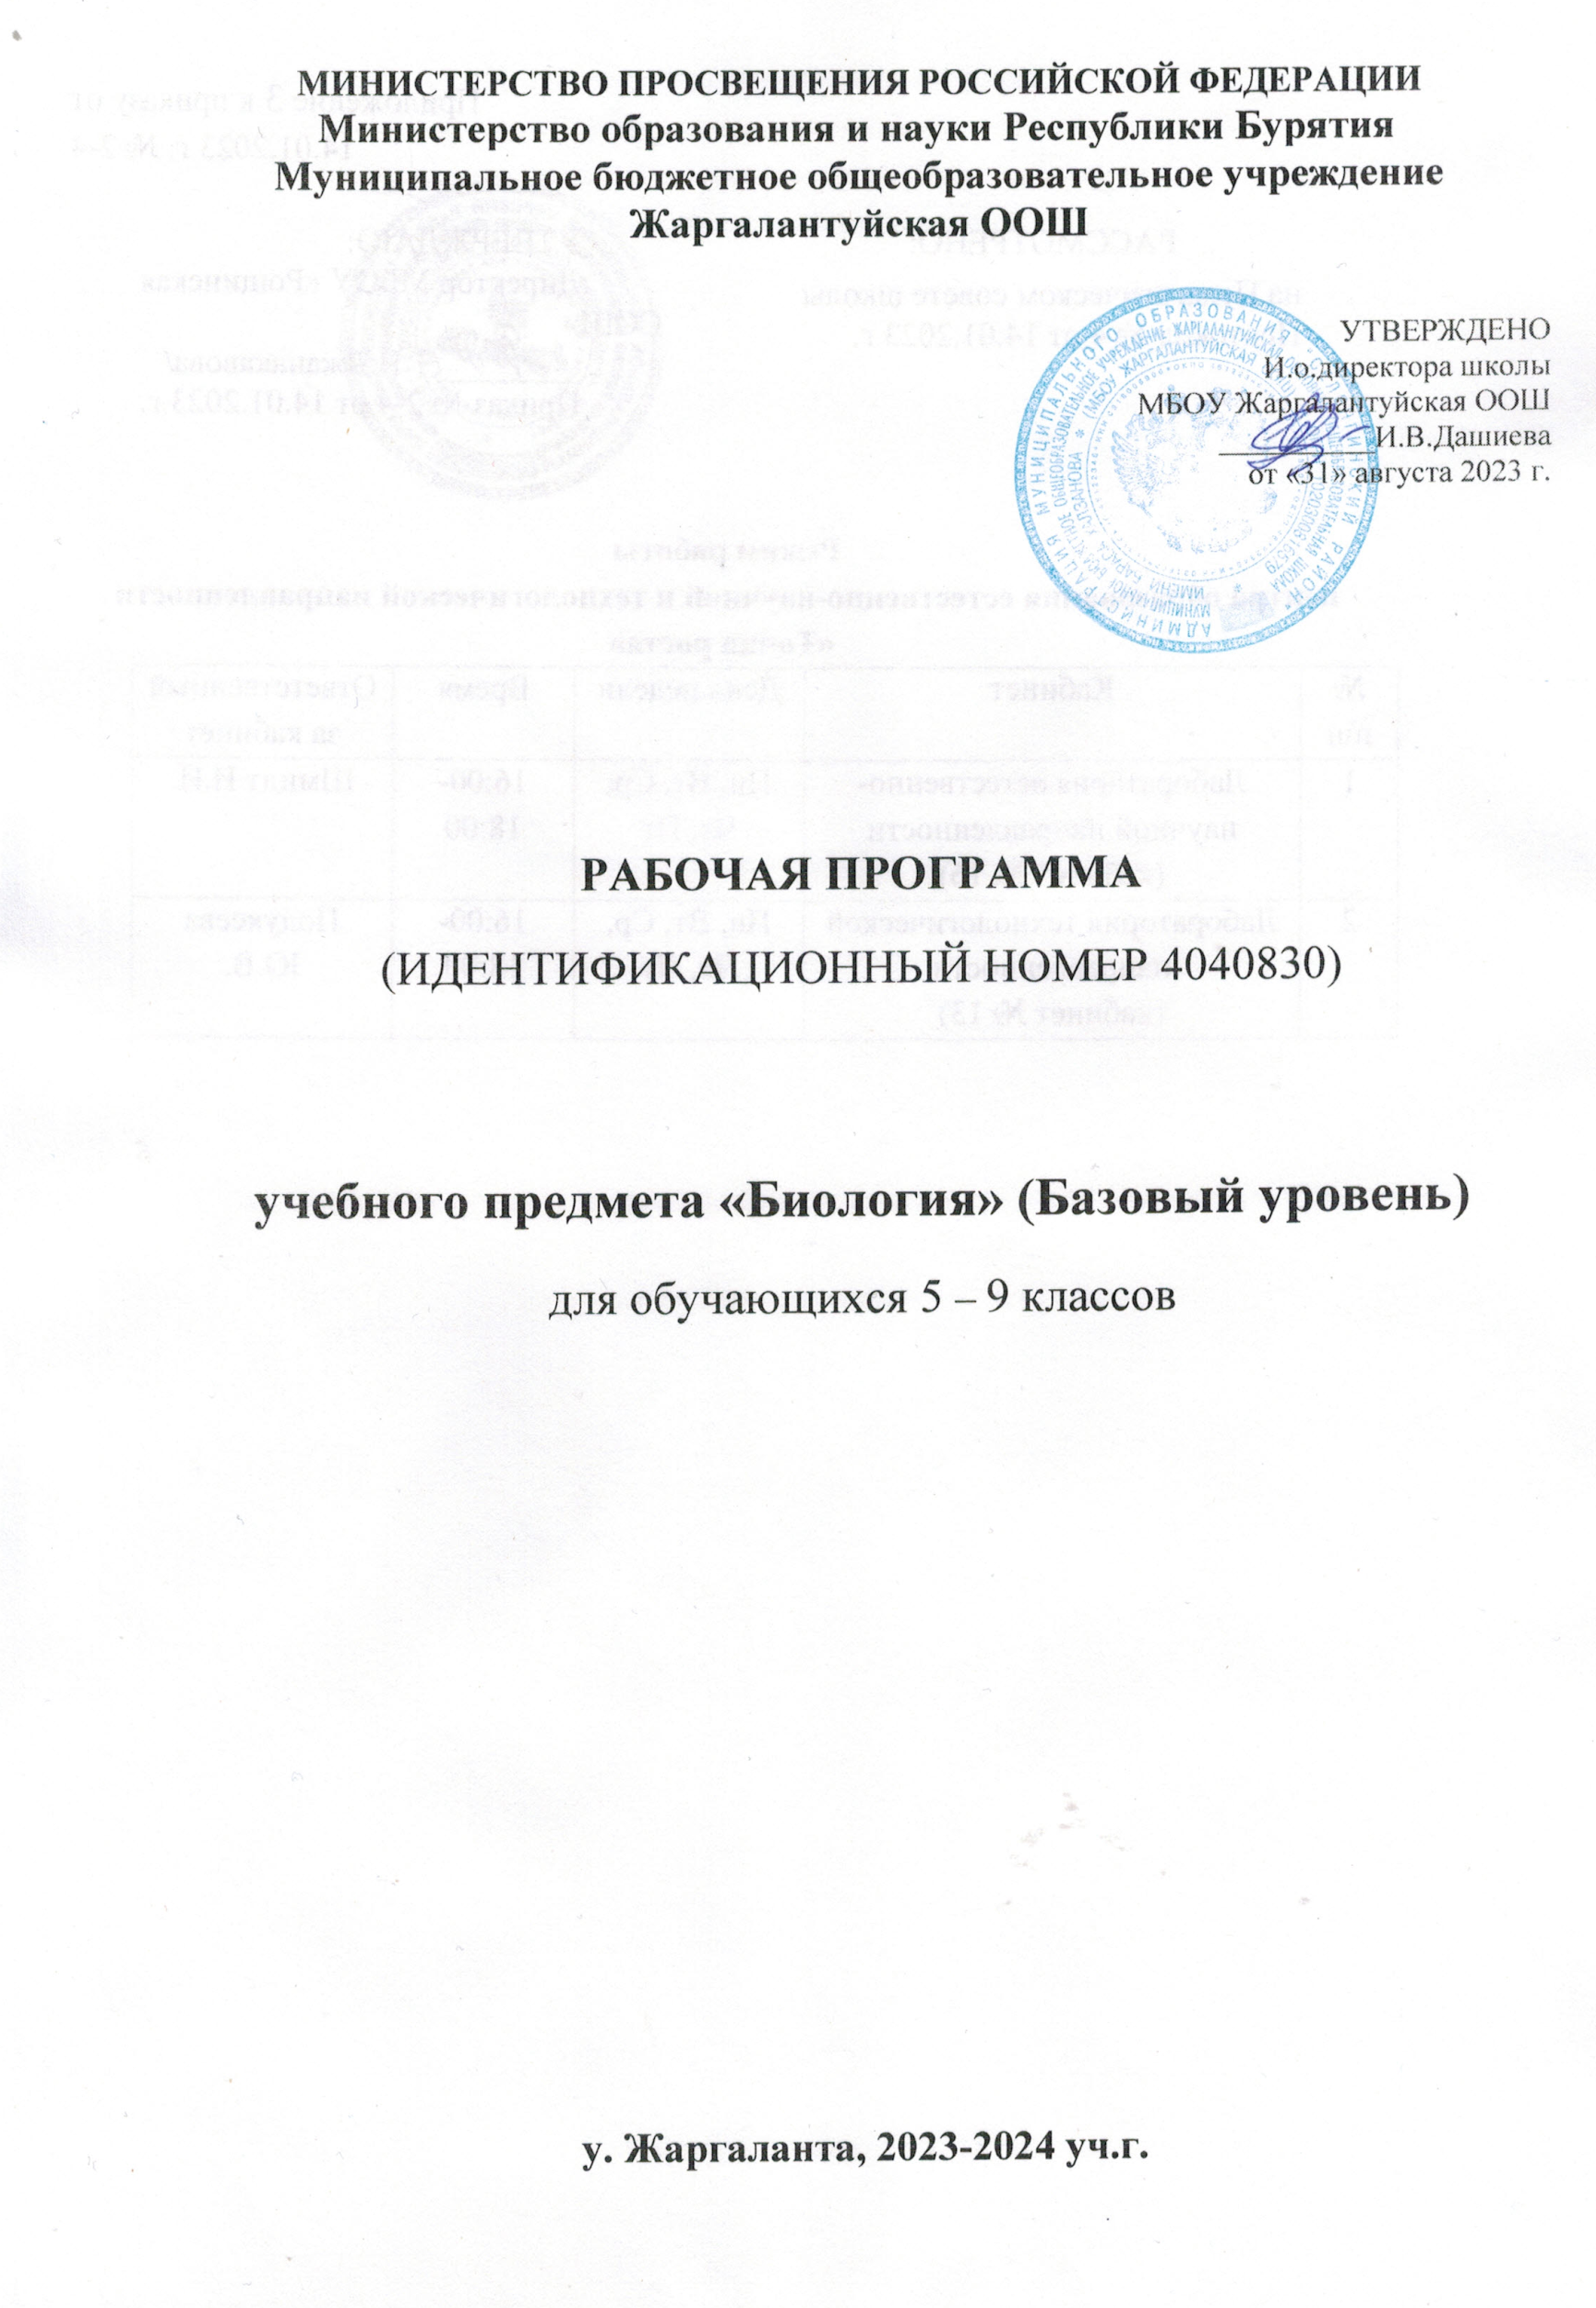 МИНИСТЕРСТВО ПРОСВЕЩЕНИЯ РОССИЙСКОЙ ФЕДЕРАЦИИ
Министерство образования и науки Республики Бурятия
Муниципальное бюджетное общеобразовательное учреждение
Жаргалантуйская ООШ
УТВЕРЖДЕНО
И.о.директора школы
МБОУ Жаргалантуйская ООШ
И.В.Дашиева
от «31» августа 2023 г.
РАБОЧАЯ ПРОГРАММА
(ИДЕНТИФИКАЦИОННЫЙ НОМЕР 4040830)
учебного предмета «Биология» (Базовый уровень)
для обучающихся 5 – 9 классов
у. Жаргаланта, 2023-2024 уч.г.